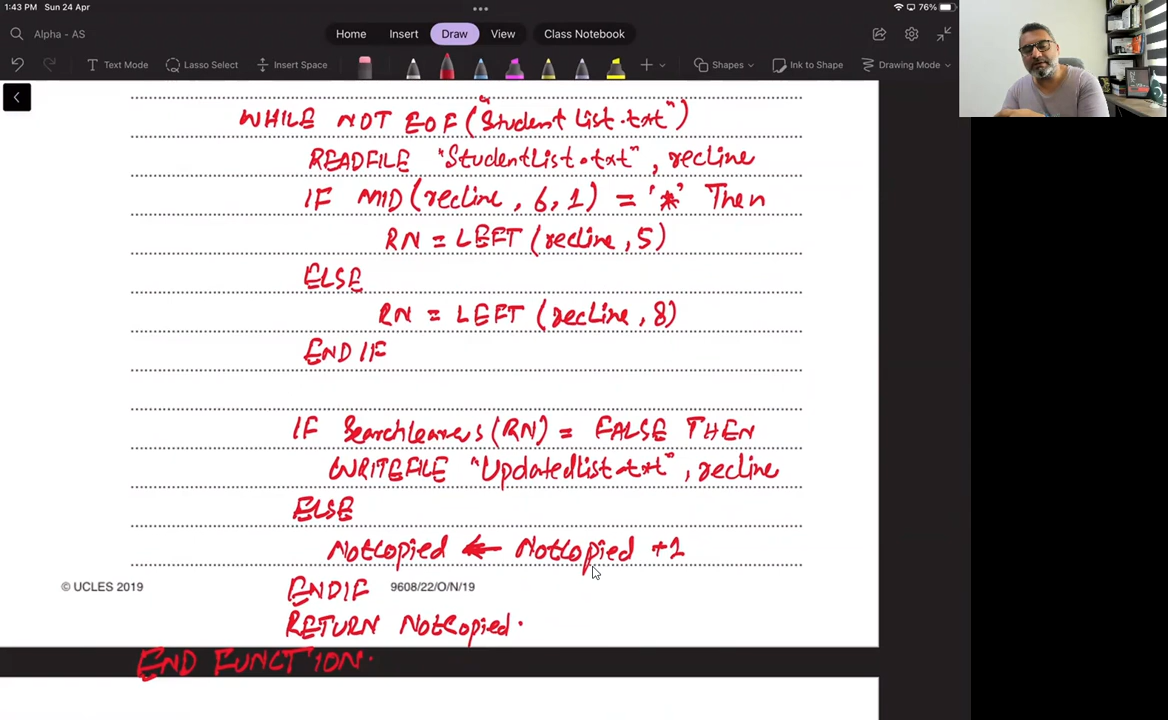 1:43 PM Sun 24 Apr
76%
Alpha - AS
Home Insert Draw View Class Notebook
Text Mode Lasso Select Insert Space Shapes Ink to Shape Drawing Mode
WHILE NOT EOF("Student List.txt")
READFILE "StudentList.txt", recline
IF MID(recline, 6, 1) = '*' Then
RN = LEFT (recline, 5)
ELSE
RN = LEFT (recline, 8)
ENDIF
IF Searchleavers(RN) = FALSE THEN
WRITEFILE "Updatedlist.txt", recline
ELSE
NotCopied ← NotCopied +1
© UCLES 2019
ENDIF 9608/22/O/N/19
RETURN NotCopied.
END FUNCTION.